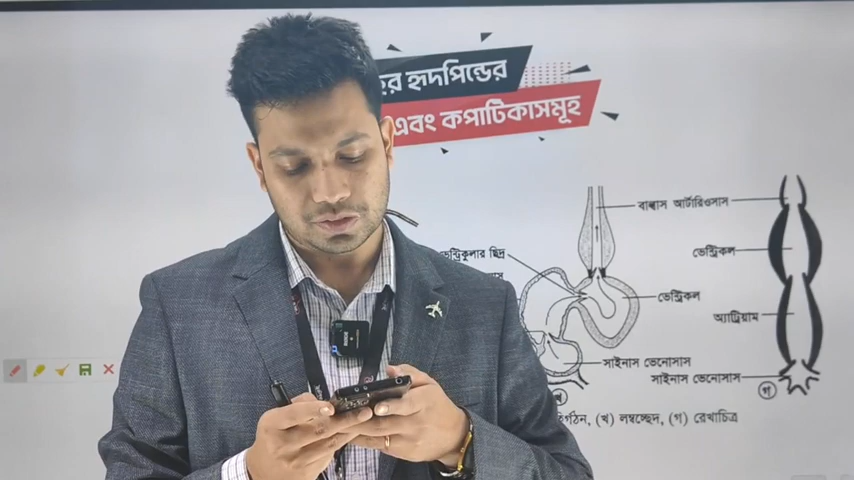 হৃদপিন্ডের
এবং কপাটিকাসমূহ
বাল্বাস আর্টারিওসাস
ভেন্ট্রিকুলার ছিদ্র
ভেন্ট্রিকল
ভেন্ট্রিকল
অ্যাট্রিয়াম
সাইনাস ভেনোসাস
সাইনাস ভেনোসাস
গ
(খ) লম্বচ্ছেদ, (গ) রেখাচিত্র